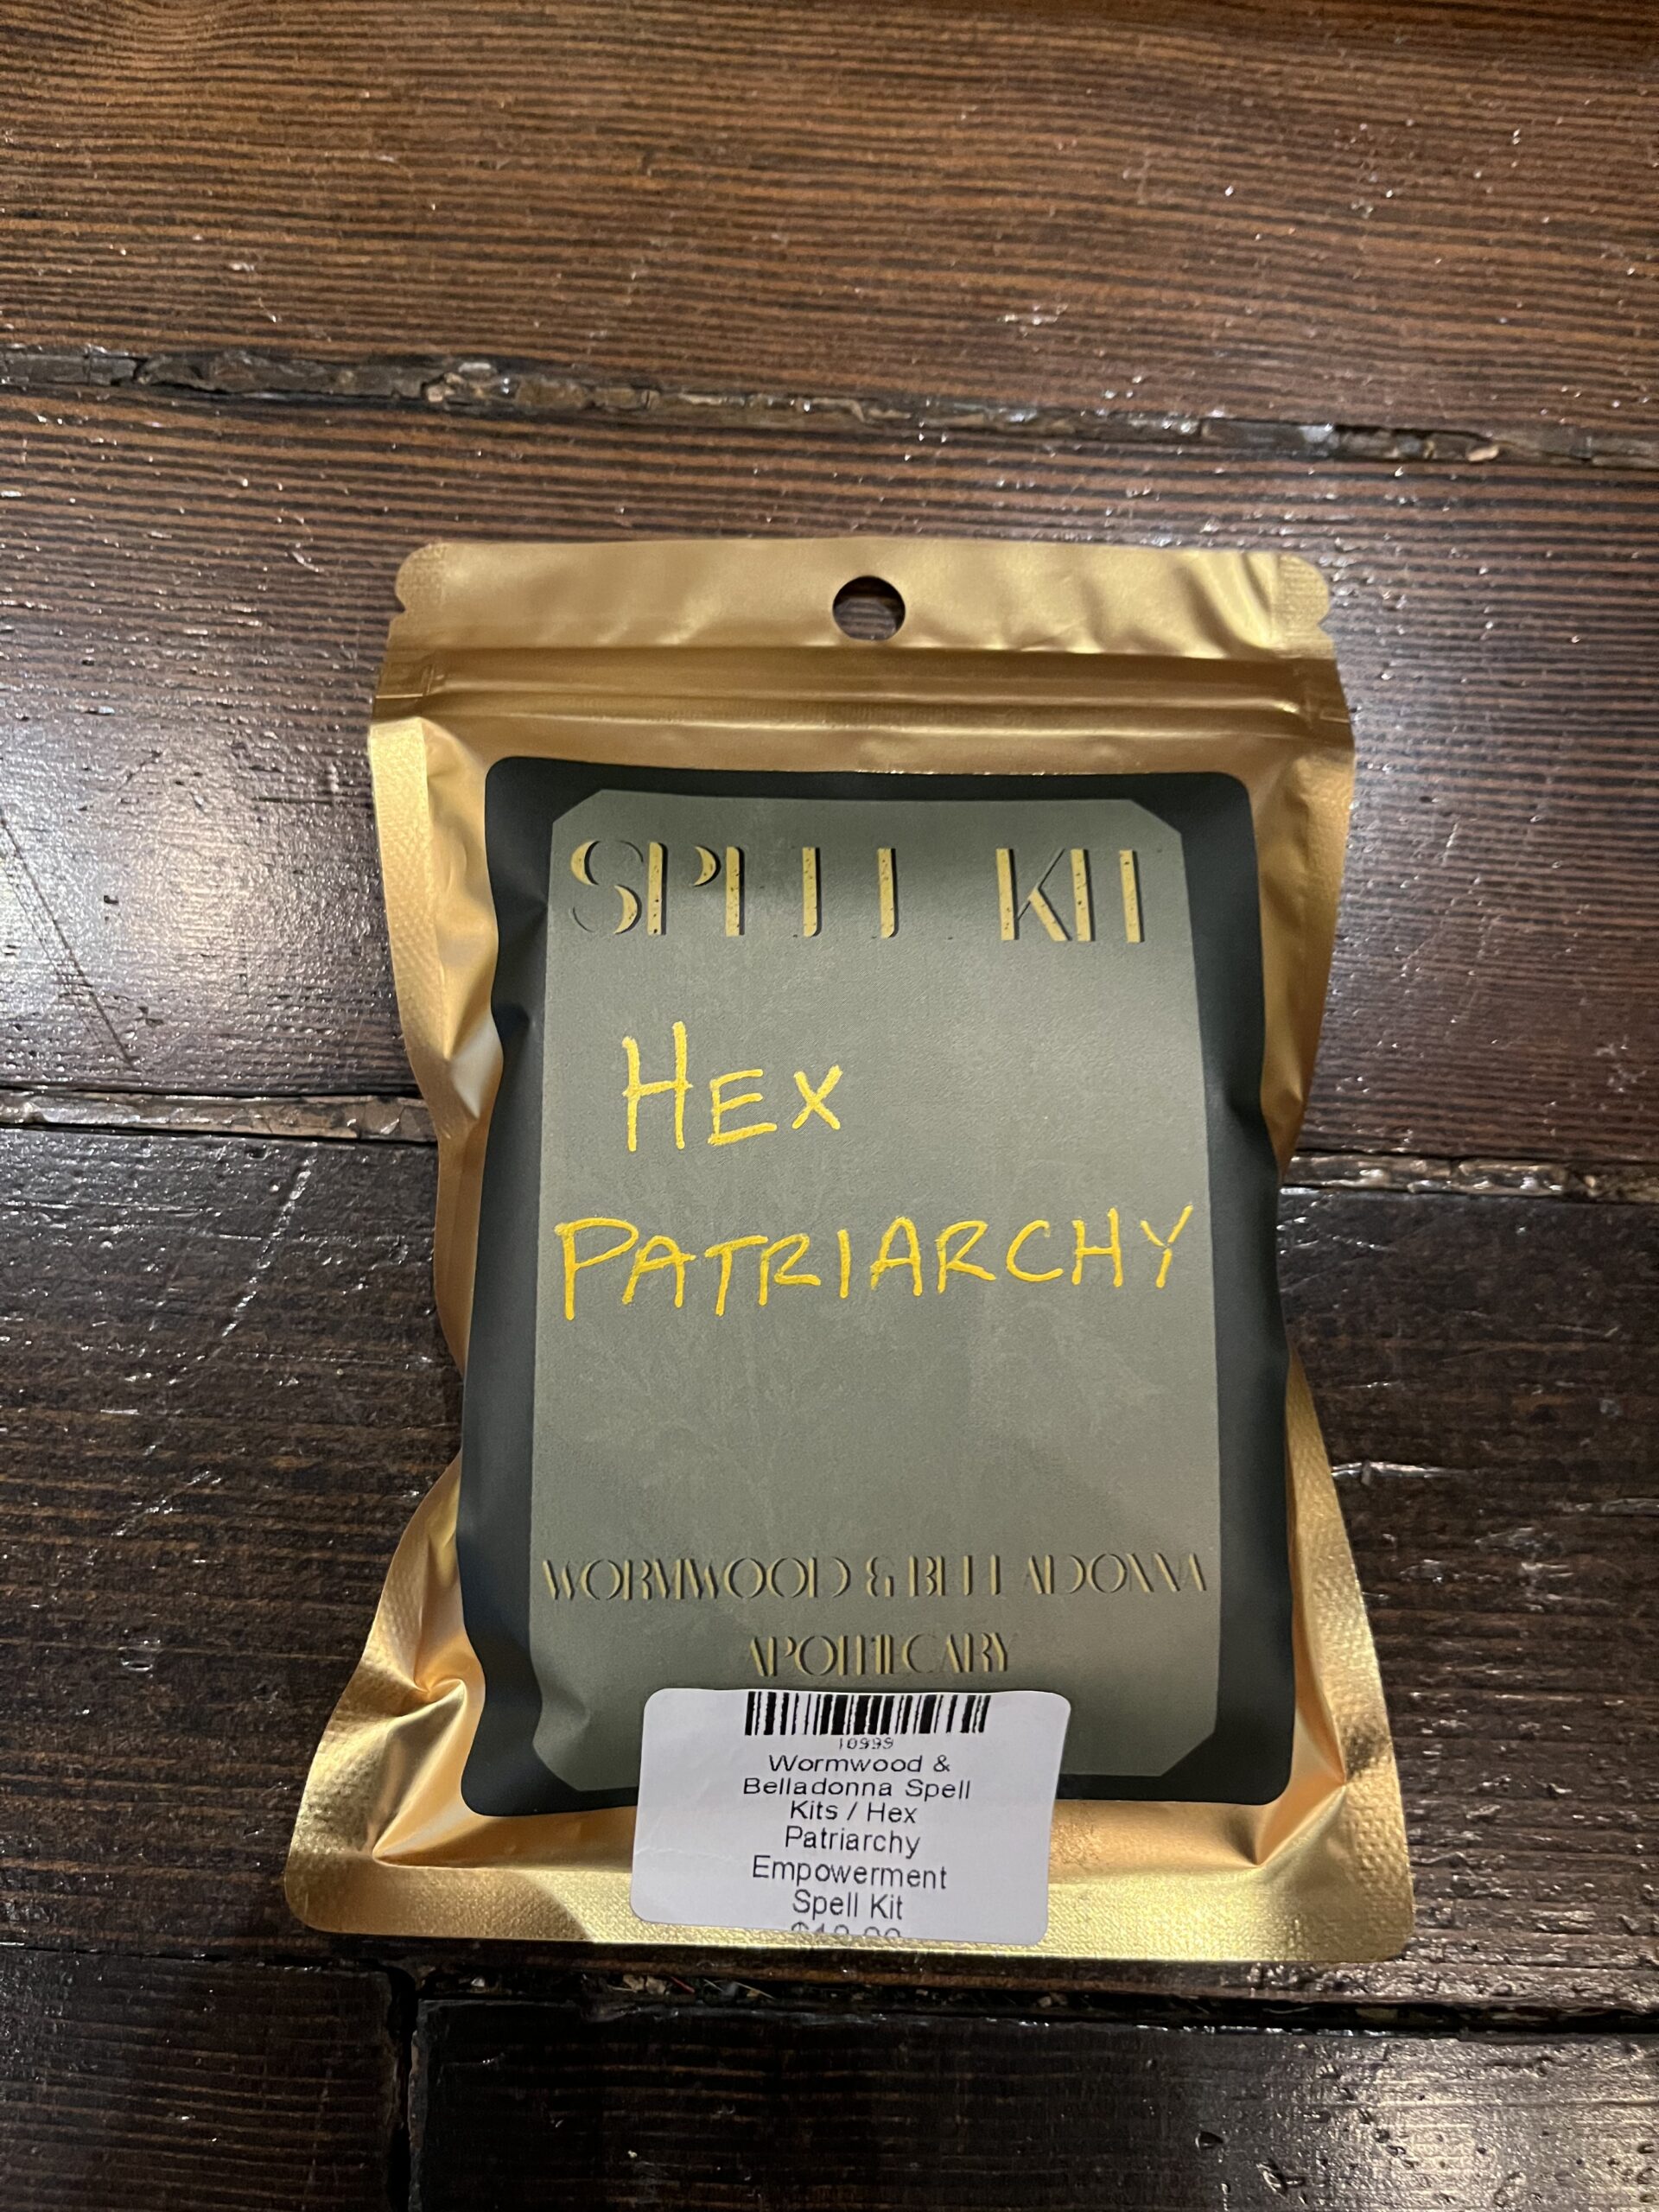 SPELL KIT
HEX
PATRIARCHY
WORMWOOD & BELLADONNA
APOTHECARY
10999
Wormwood &
Belladonna Spell
Kits / Hex
Patriarchy
Empowerment
Spell Kit